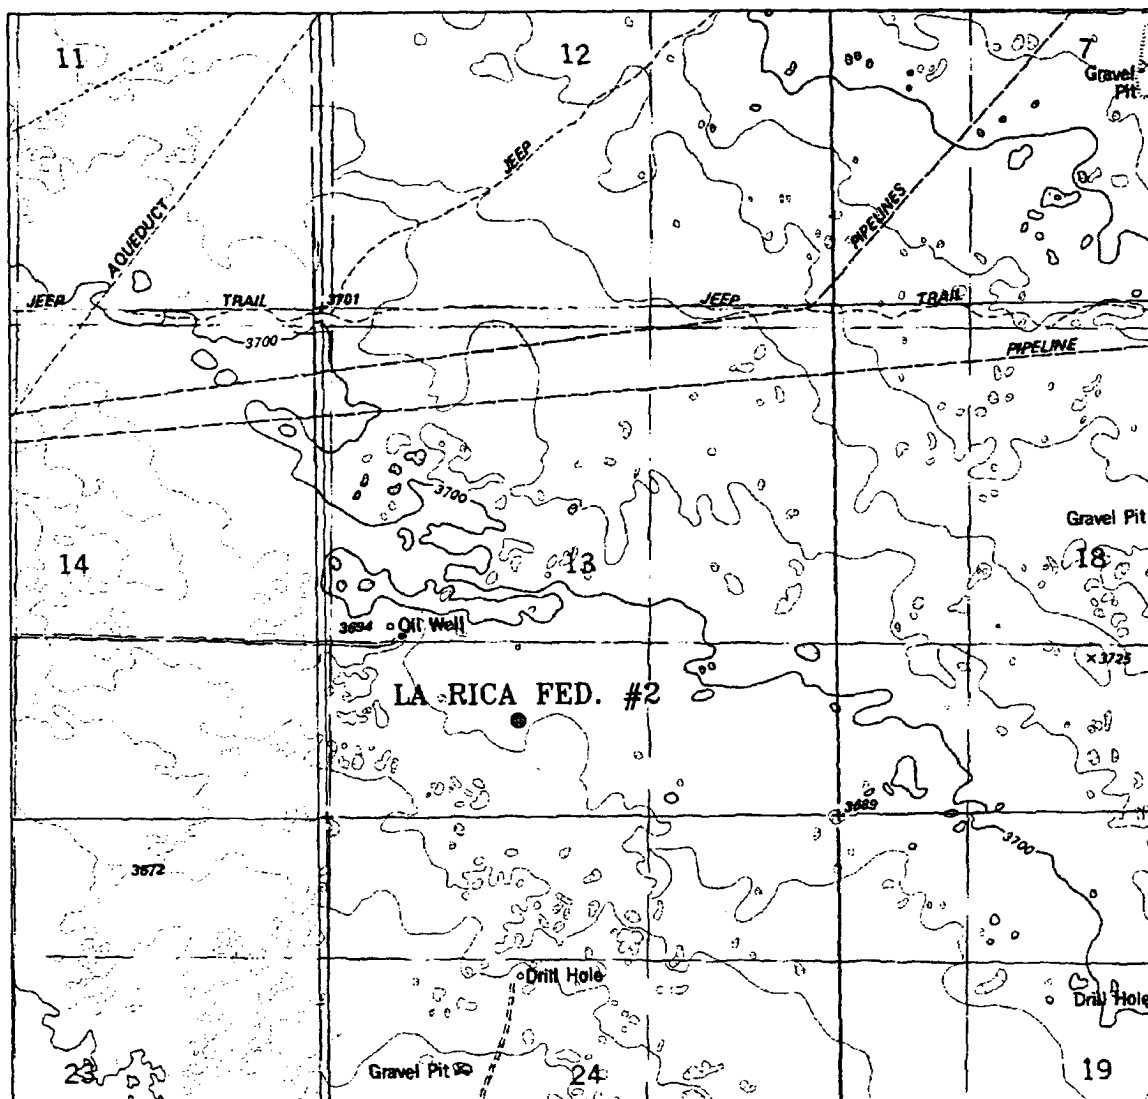 11
12
7
Gravel
Pit
JEEP
AQUEDUCT
PIPELINES
JEEP
TRAIL
3701
JEEP
TRAIL
3700
PIPELINE
3700
Gravel Pit
14
13
18
3694
Oil Well
3725
LA RICA FED. #2
3689
3700
3672
Drill Hole
Drill Hole
23
Gravel Pit
24
19